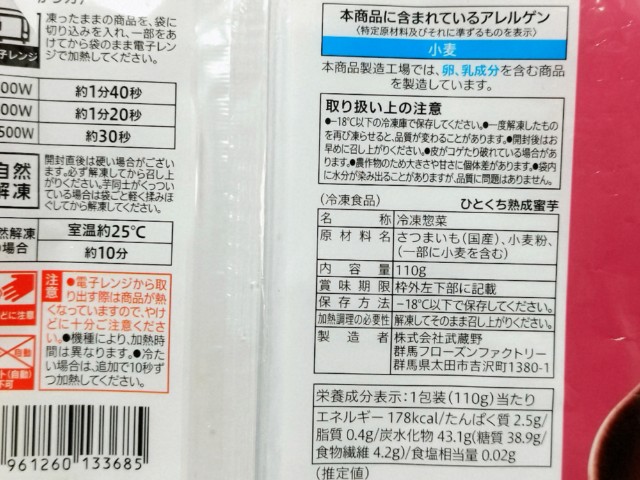 凍ったままの商品を、袋に
切り込みを入れ、一部をあ
けてから袋のまま電子レン
ジで加熱してください。
子レンジ
00W 約1分40秒
00W 約1分20秒
500W 約30秒
自然
解凍
開封直後は硬い場合がござい
ます。必ず解凍してから召し上
がりください。芋同士がくっつい
ている場合は袋ごと軽く揉みほ
ぐしてから解凍してください。
然解凍
の場合
室温約25℃
約10分
注意
●電子レンジから取
り出す際は商品が熱
くなっていますので、やけ
どに十分ご注意ください。
●機種により、加熱時
間は異なります。●冷た
い場合は、追加で10秒ず
つ加熱してください。
どに注意
自動
ト(自動)
不可
961260 133685
本商品に含まれているアレルゲン
〈特定原材料及びそれに準ずるものを表示〉
小麦
本商品製造工場では、卵、乳成分を含む商品
を製造しています。
取り扱い上の注意
●−18℃以下の冷凍庫で保存してください。●一度解凍したもの
を再び凍らせると、品質が変わることがあります。●開封後はお
早めに召し上がりください。●皮がコゲたり破れている場合があ
ります。●農作物のため大きさや甘さに個体差があります。●袋内
に水分が染み出ることがありますが、品質に問題はありません。
(冷凍食品) ひとくち熟成蜜芋
名称 冷凍惣菜
原材料名 さつまいも(国産)、小麦粉、
(一部に小麦を含む)
内容量 110g
賞味期限 枠外左下部に記載
保存方法 −18℃以下で保存してください。
加熱調理の必要性 解凍してそのまま召し上がりください。
製造者 株式会社武蔵野
群馬フローズンファクトリー
群馬県太田市吉沢町1380-1
栄養成分表示:1包装(110g)当たり
エネルギー 178kcal/たんぱく質 2.5g/
脂質 0.4g/炭水化物 43.1g(糖質 38.9g/
食物繊維 4.2g)/食塩相当量 0.02g
(推定値)